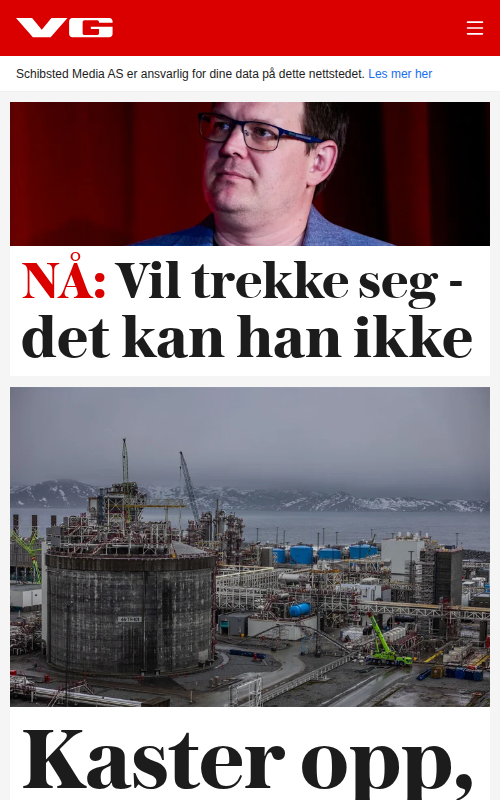 VG
Schibsted Media AS er ansvarlig for dine data på dette nettstedet. Les mer her
NÅ: Vil trekke seg -
det kan han ikke
Kaster opp,